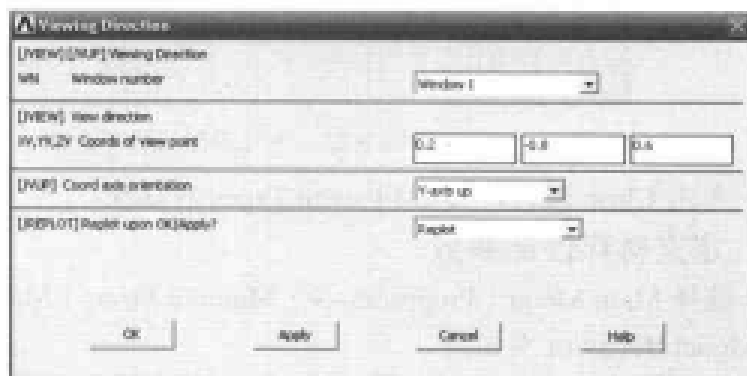 Viewing Direction
[/VIEW],[/VUP] Viewing Direction
WN Window number Window 1
[/VIEW] View direction
XV,YV,ZV Coords of view point 0.2 -0.8 0.6
[/VUP] Coord axis orientation Y-axis up
[/REPLOT] Replot upon OK/Apply? Replot
OK Apply Cancel Help